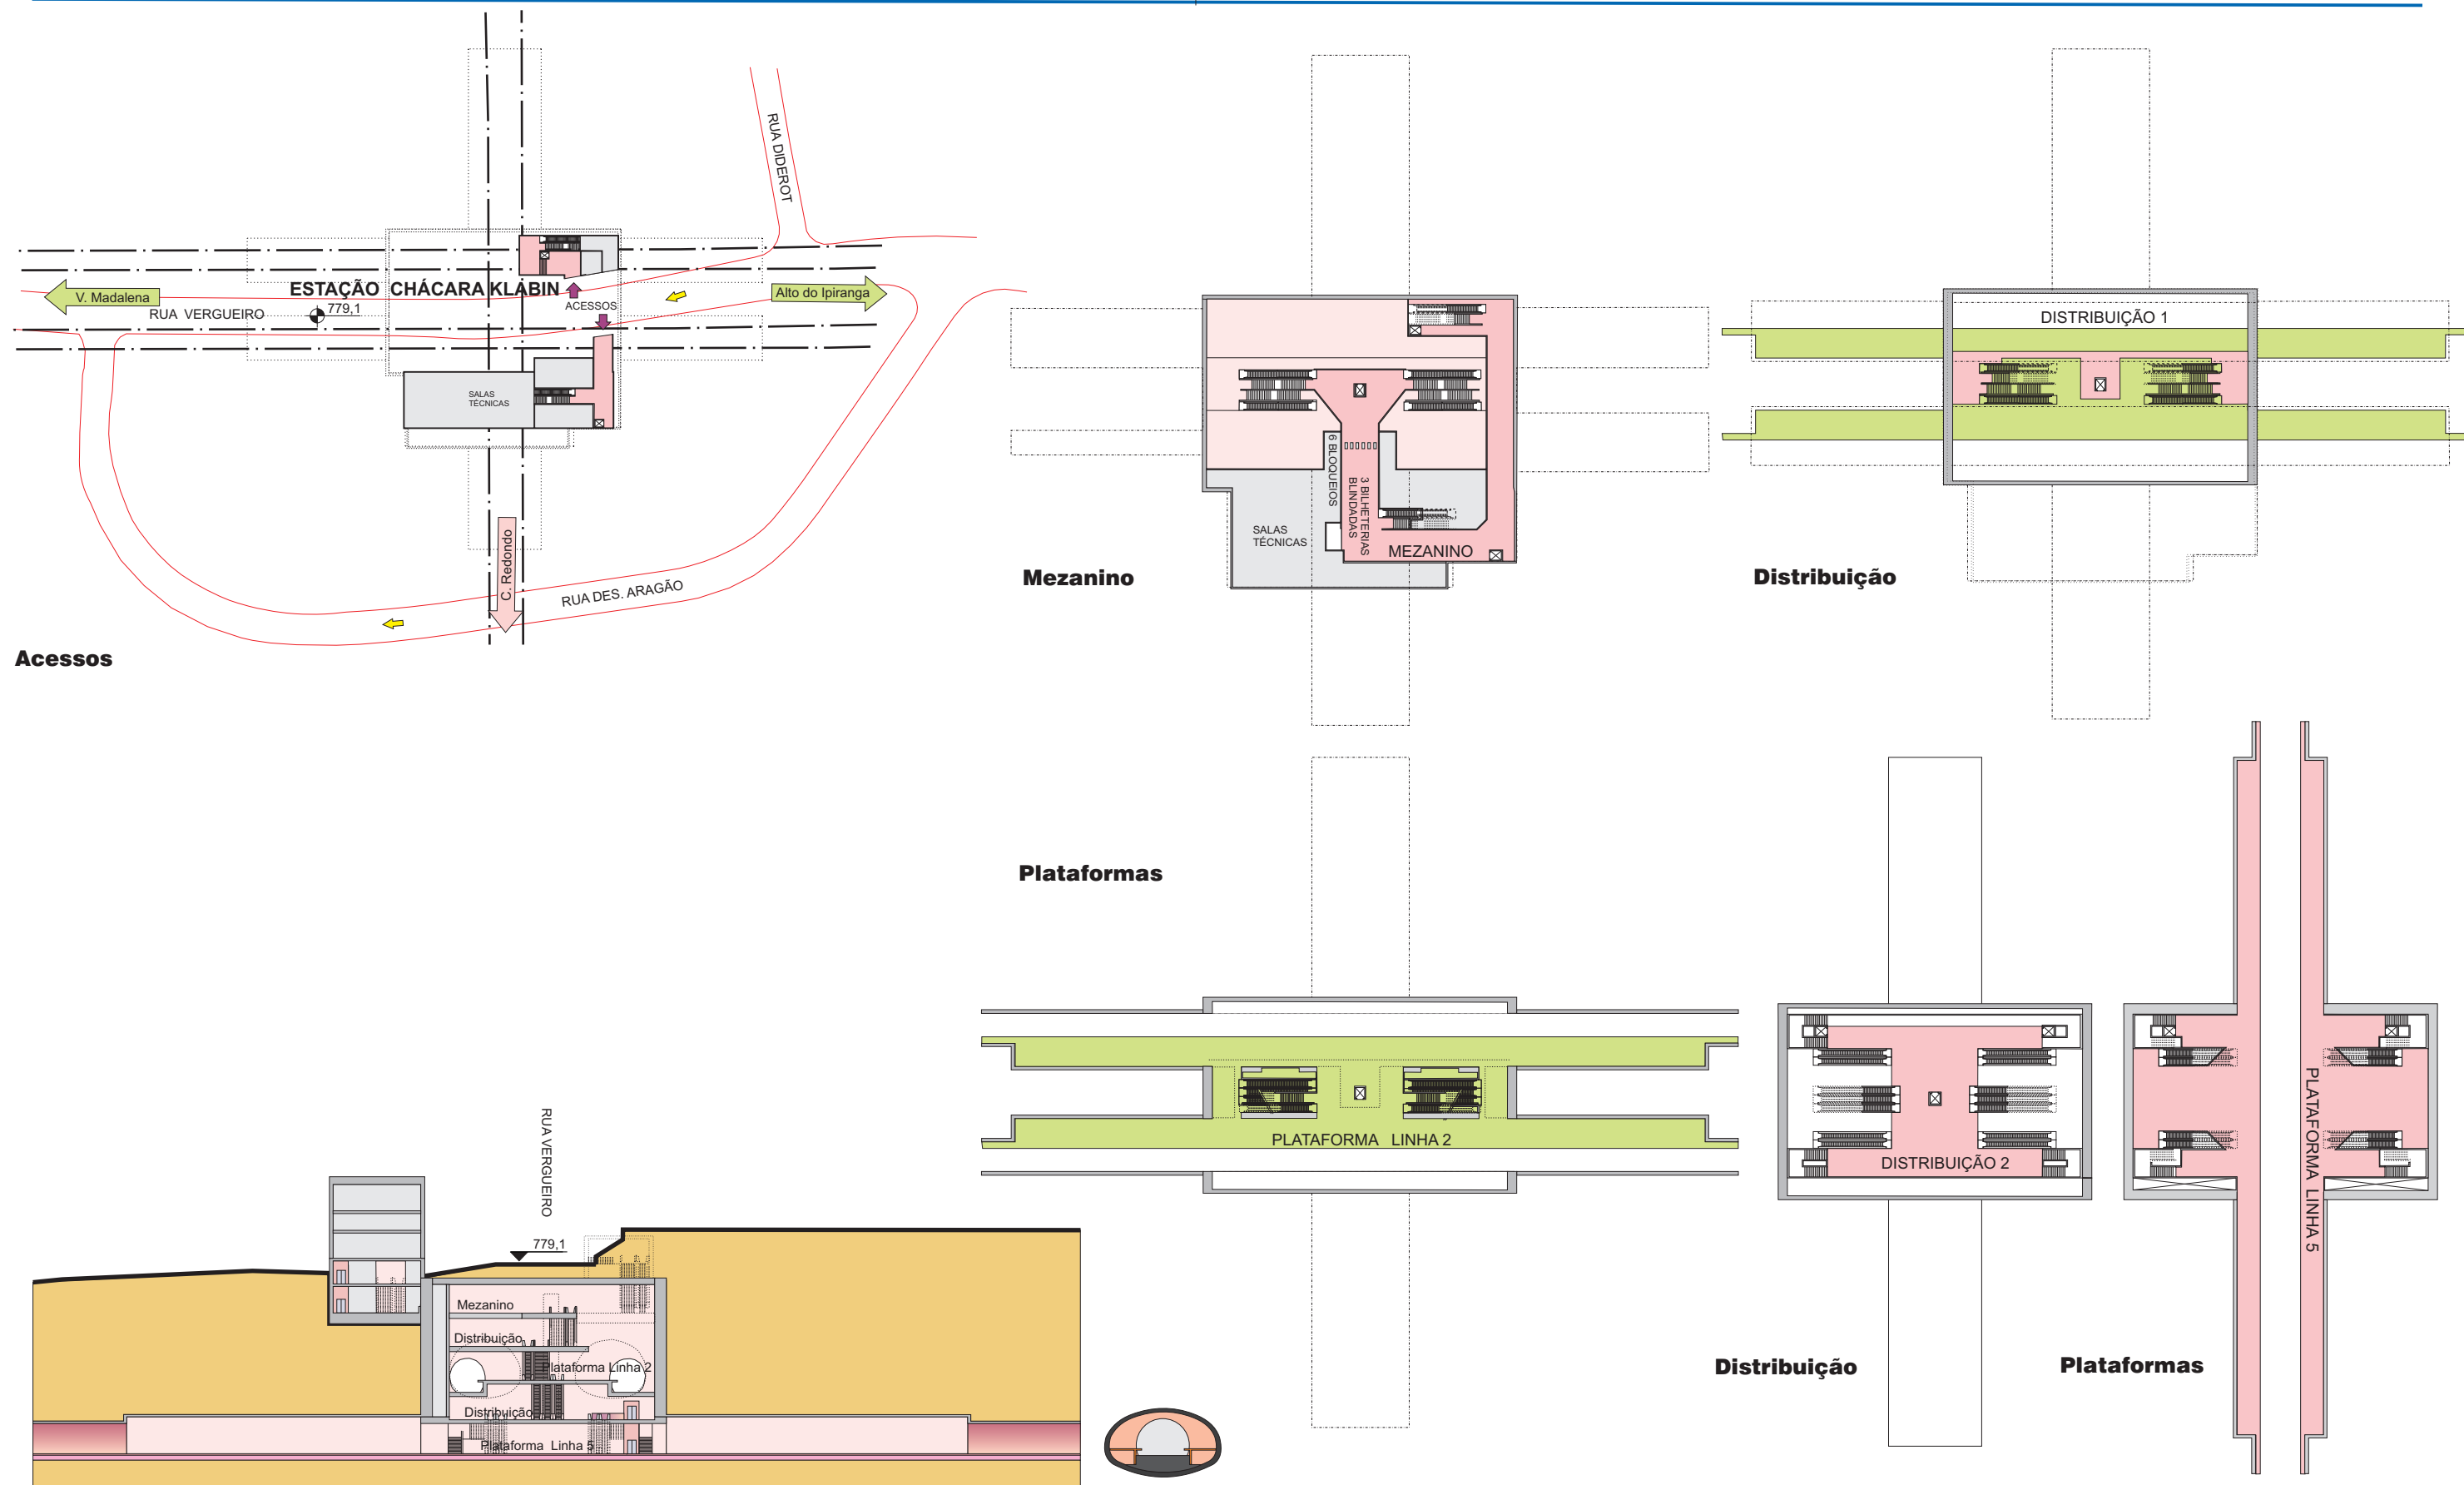 RUA DIDEROT
ESTAÇÃO CHÁCARA KLABIN
V. Madalena
Alto do Ipiranga
ACESSOS
RUA VERGUEIRO
779,1
SALAS
TÉCNICAS
C. Redondo
RUA DES. ARAGÃO
Acessos
6 BLOQUEIOS
3 BILHETERIAS
BLINDADAS
SALAS
TÉCNICAS
MEZANINO
Mezanino
DISTRIBUIÇÃO 1
Distribuição
Plataformas
PLATAFORMA LINHA 2
DISTRIBUIÇÃO 2
Distribuição
PLATAFORMA LINHA 5
Plataformas
RUA VERGUEIRO
779,1
Mezanino
Distribuição
Plataforma Linha 2
Distribuição
Plataforma Linha 5